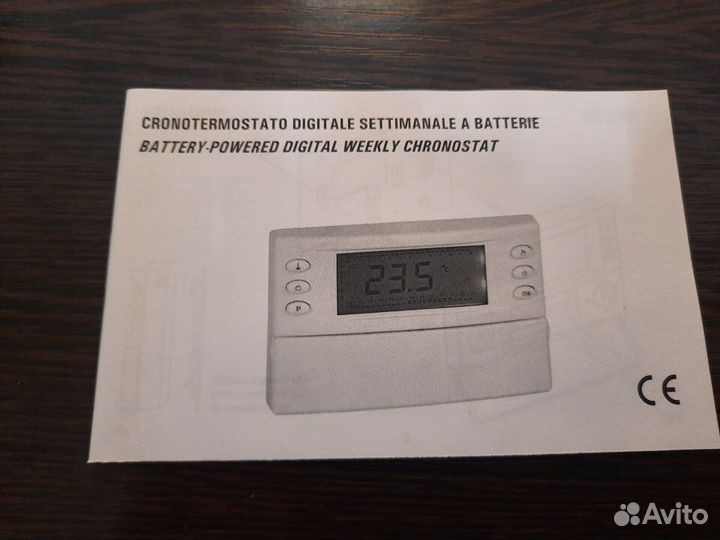 CRONOTERMOSTATO DIGITALE SETTIMANALE A BATTERIE
BATTERY-POWERED DIGITAL WEEKLY CHRONOSTAT
23.5 °C
P
CE
Avito